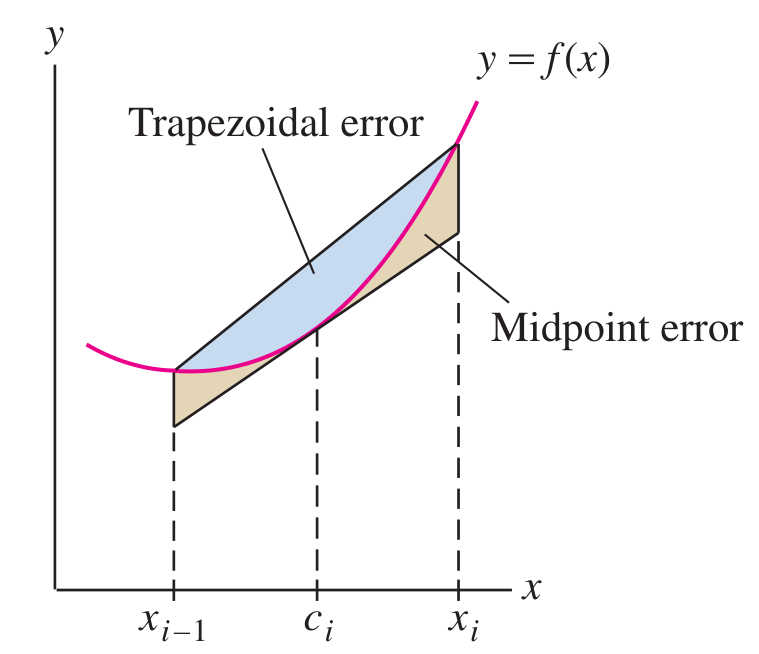 y
y = f(x)
Trapezoidal error
Midpoint error
x
x_{i−1}
c_i
x_i